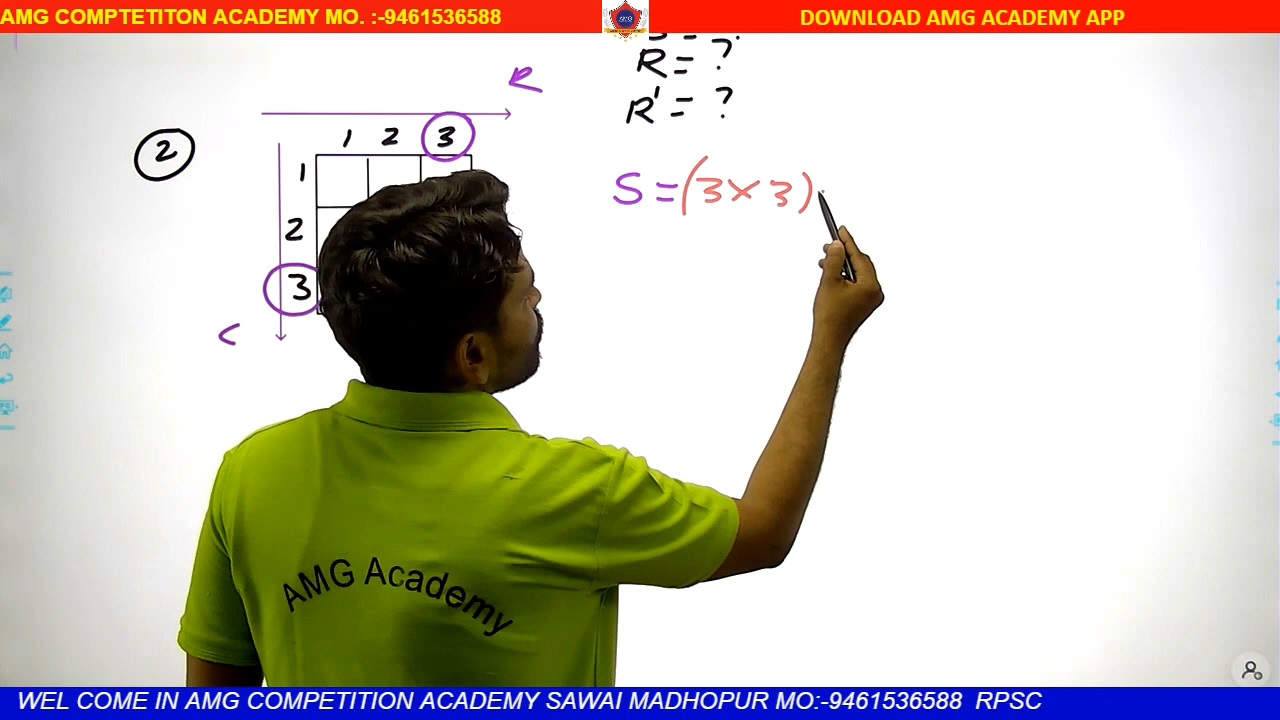 AMG COMPTETITON ACADEMY MO. :-9461536588
DOWNLOAD AMG ACADEMY APP
R = ?
R' = ?
R
1 2 3
2
1
2
3
C
S = (3 × 3)
AMG Academy
WEL COME IN AMG COMPETITION ACADEMY SAWAI MADHOPUR MO:-9461536588 RPSC